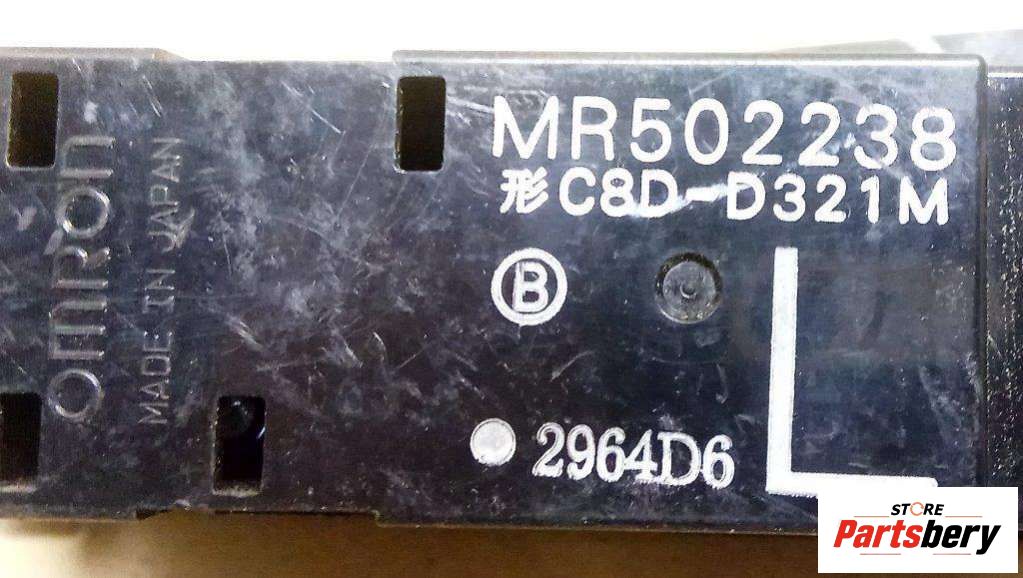 omron
MADE IN JAPAN
MR502238
形C8D-D321M
B
2964D6
L
STORE
Partsbery